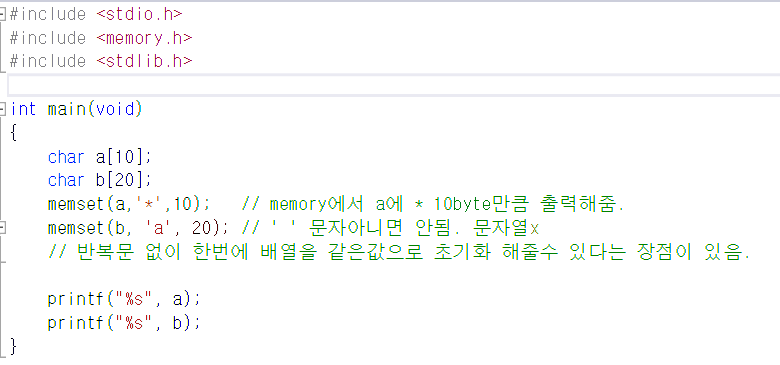 #include <stdio.h>
#include <memory.h>
#include <stdlib.h>
int main(void)
{
char a[10];
char b[20];
memset(a,'*',10); // memory에서 a에 * 10byte만큼 출력해줌.
memset(b, 'a', 20); // ' ' 문자아니면 안됨. 문자열x
// 반복문 없이 한번에 배열을 같은값으로 초기화 해줄수 있다는 장점이 있음.
printf("%s", a);
printf("%s", b);
}